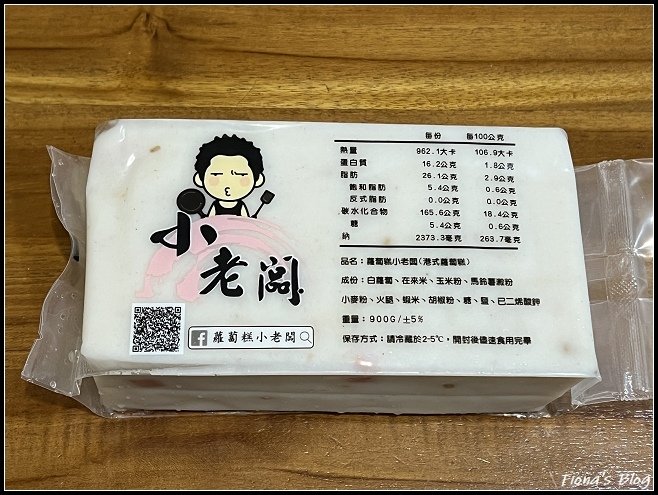 小老闆
蘿蔔糕小老闆
每份 每100公克
熱量 962.1大卡 106.9大卡
蛋白質 16.2公克 1.8公克
脂肪 26.1公克 2.9公克
飽和脂肪 5.4公克 0.6公克
反式脂肪 0.0公克 0.0公克
碳水化合物 165.6公克 18.4公克
糖 5.4公克 0.6公克
鈉 2373.3毫克 263.7毫克
品名：蘿蔔糕小老闆(港式蘿蔔糕)
成份：白蘿蔔、在來米、玉米粉、馬鈴薯澱粉
小麥粉、火腿、蝦米、胡椒粉、糖、鹽、己二烯酸鉀
重量：900G/±5%
保存方式：請冷藏於2-5℃，開封後儘速食用完畢
Fiona's Blog